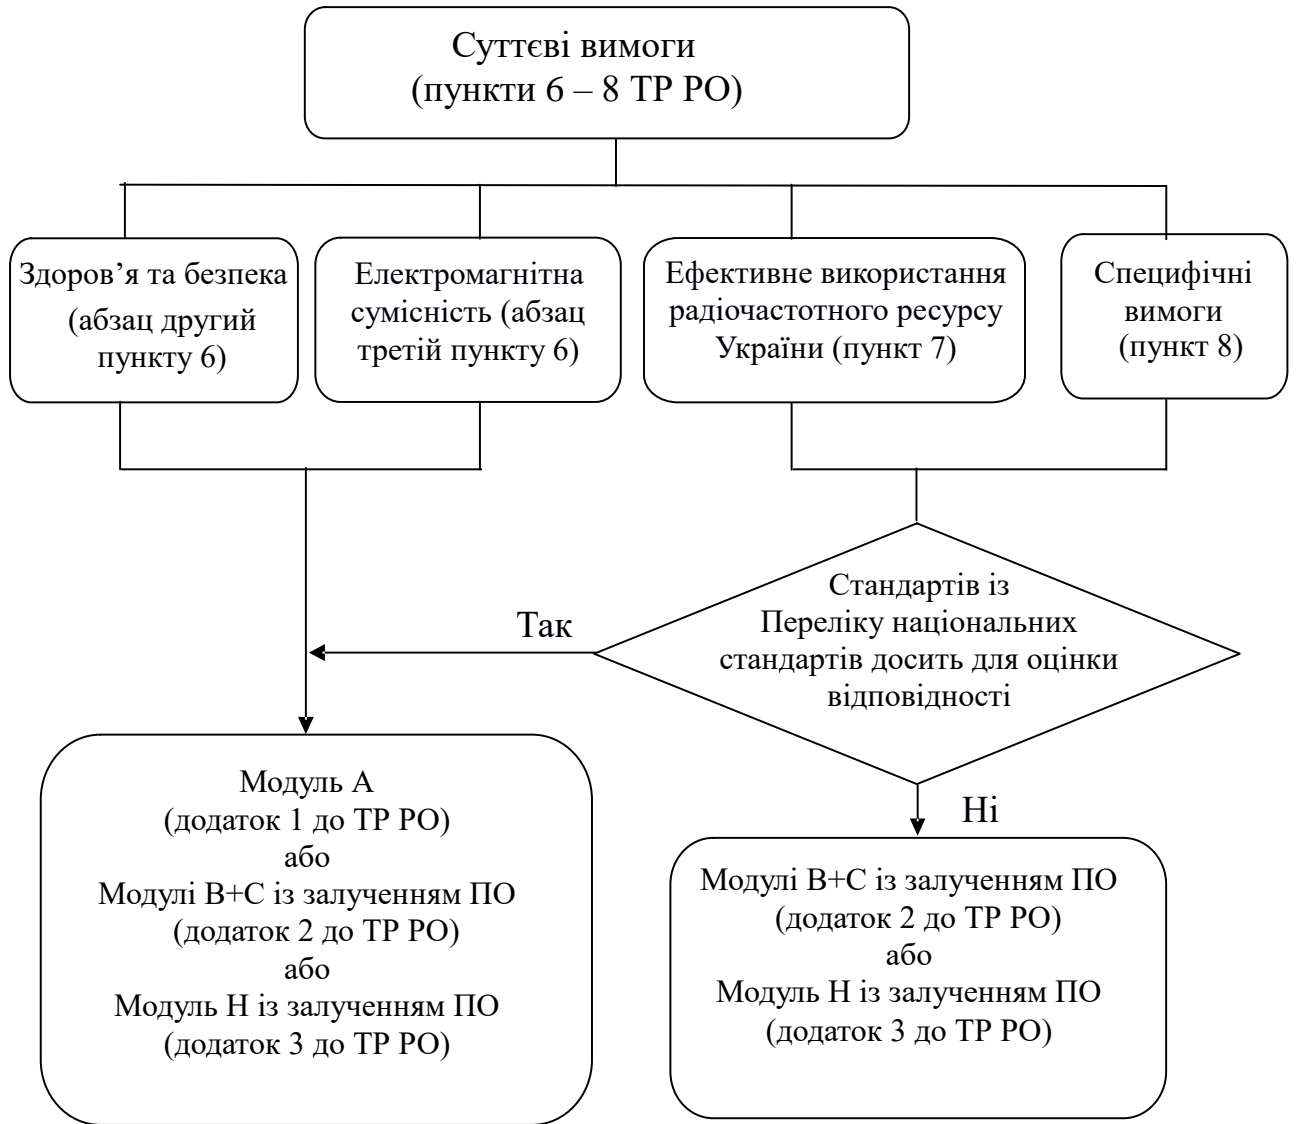 Суттєві вимоги
(пункти 6 – 8 ТР РО)
Здоров’я та безпека
(абзац другий
пункту 6)
Електромагнітна
сумісність (абзац
третій пункту 6)
Ефективне використання
радіочастотного ресурсу
України (пункт 7)
Специфічні
вимоги
(пункт 8)
Стандартів із
Переліку національних
стандартів досить для оцінки
відповідності
Так
Ні
Модуль А
(додаток 1 до ТР РО)
або
Модулі В+С із залученням ПО
(додаток 2 до ТР РО)
або
Модуль Н із залученням ПО
(додаток 3 до ТР РО)
Модулі В+С із залученням ПО
(додаток 2 до ТР РО)
або
Модуль Н із залученням ПО
(додаток 3 до ТР РО)